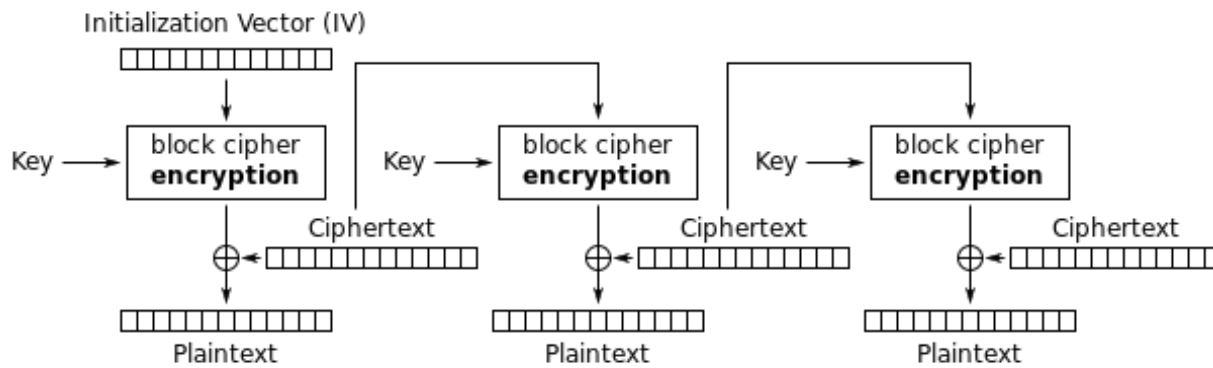 Initialization Vector (IV)
Key
block cipher
encryption
Ciphertext
Plaintext
Key
block cipher
encryption
Ciphertext
Plaintext
Key
block cipher
encryption
Ciphertext
Plaintext